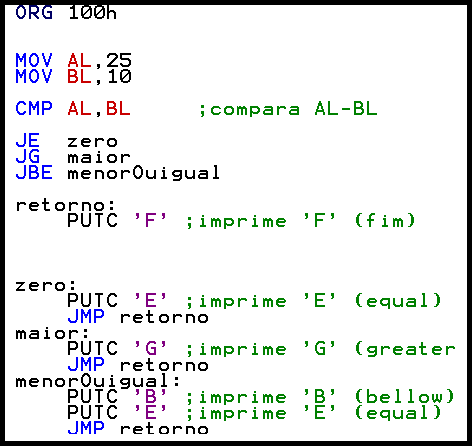 ORG 100h
MOV AL,25
MOV BL,10
CMP AL,BL ;compara AL-BL
JE zero
JG maior
JBE menorOuigual
retorno:
PUTC 'F' ;imprime 'F' (fim)
zero:
PUTC 'E' ;imprime 'E' (equal)
JMP retorno
maior:
PUTC 'G' ;imprime 'G' (greater
JMP retorno
menorOuigual:
PUTC 'B' ;imprime 'B' (bellow)
PUTC 'E' ;imprime 'E' (equal)
JMP retorno